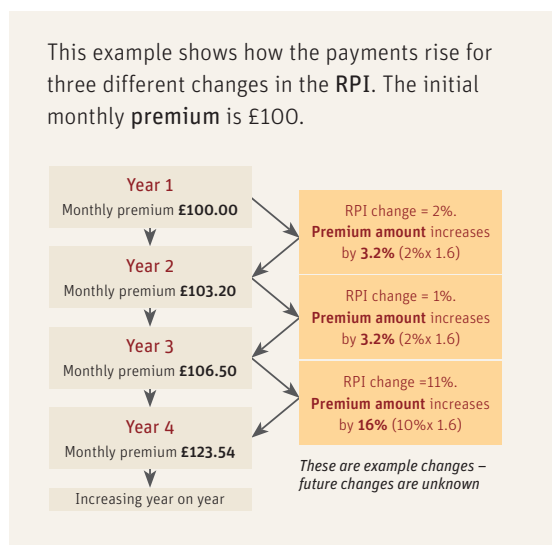 This example shows how the payments rise for
three different changes in the RPI. The initial
monthly premium is £100.
Year 1
Monthly premium £100.00
RPI change = 2%.
Premium amount increases
by 3.2% (2%x 1.6)
Year 2
Monthly premium £103.20
RPI change = 1%.
Premium amount increases
by 3.2% (2%x 1.6)
Year 3
Monthly premium £106.50
RPI change =11%.
Premium amount increases
by 16% (10%x 1.6)
Year 4
Monthly premium £123.54
Increasing year on year
These are example changes –
future changes are unknown